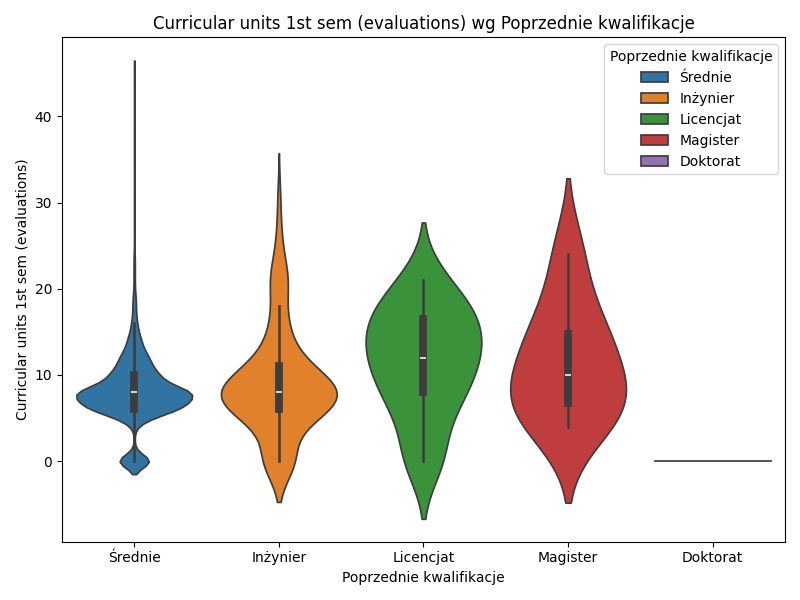 Curricular units 1st sem (evaluations) wg Poprzednie kwalifikacje
Poprzednie kwalifikacje
Średnie
Inżynier
Licencjat
Magister
Doktorat
Curricular units 1st sem (evaluations)
40
30
20
10
0
Średnie
Inżynier
Licencjat
Magister
Doktorat
Poprzednie kwalifikacje